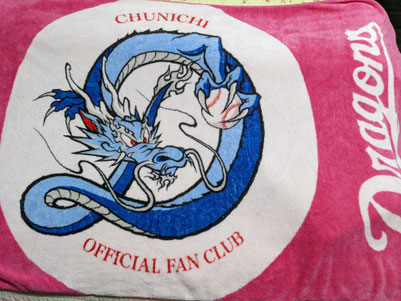 CHUNICHI
OFFICIAL FAN CLUB
Dragons